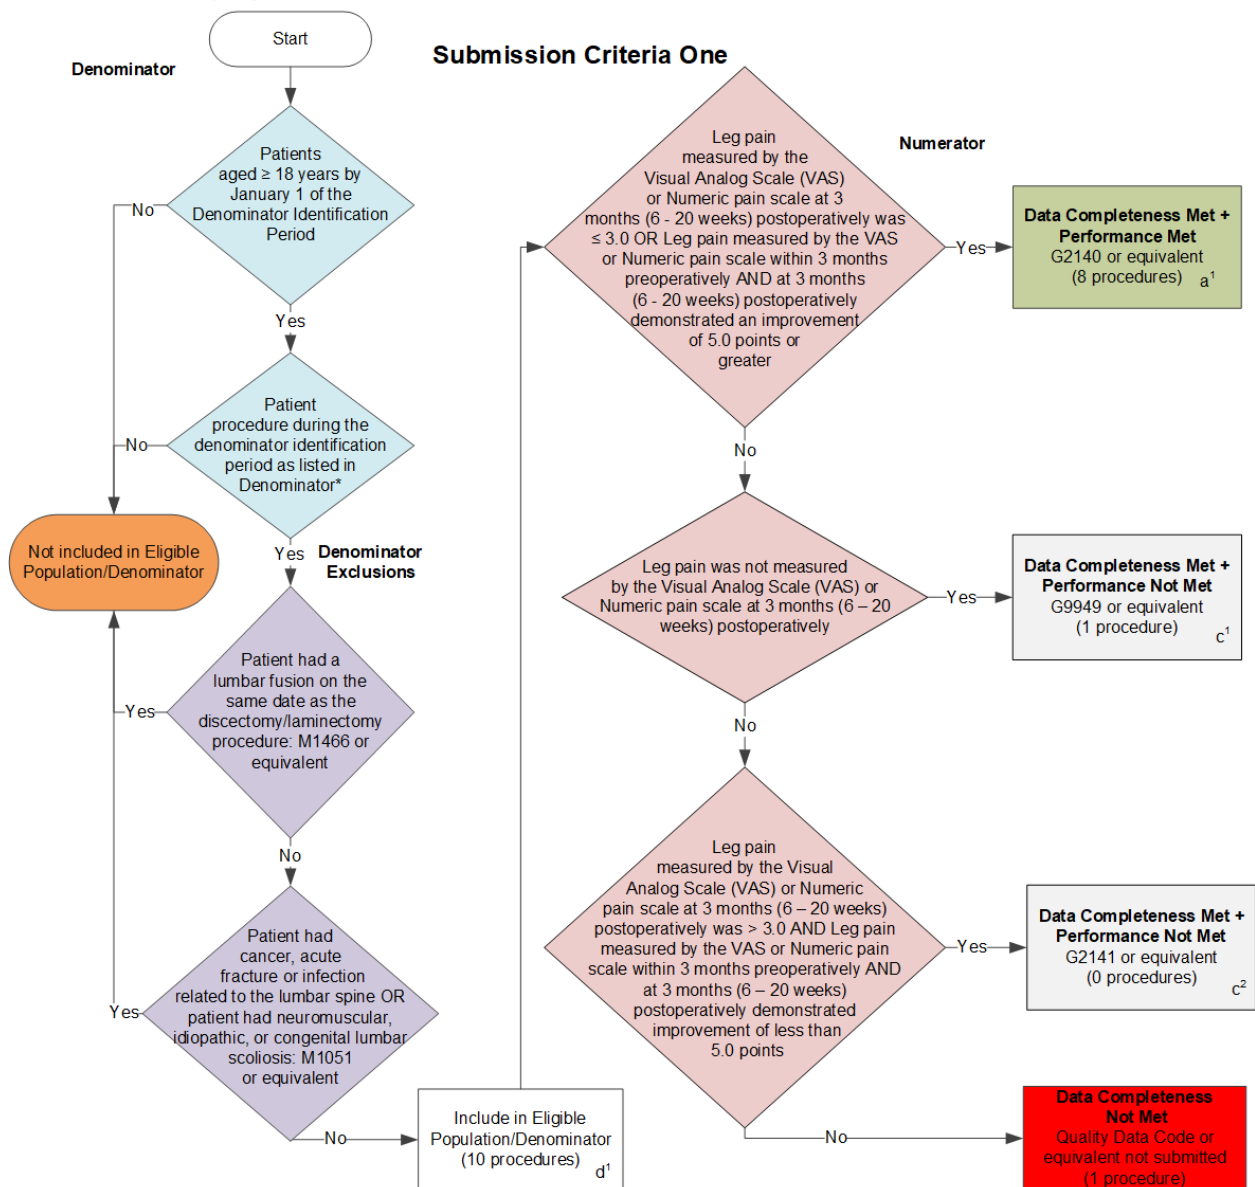 Start
Submission Criteria One
Denominator
Patients
aged ≥ 18 years by
January 1 of the
Denominator Identification
Period
No
Yes
Patient
procedure during the
denominator identification
period as listed in
Denominator*
No
Not included in Eligible
Population/Denominator
Yes
Denominator
Exclusions
Patient had a
lumbar fusion on the
same date as the
discectomy/laminectomy
procedure: M1466 or
equivalent
Yes
No
Patient had
cancer, acute
fracture or infection
related to the lumbar spine OR
patient had neuromuscular,
idiopathic, or congenital lumbar
scoliosis: M1051
or equivalent
Yes
No
Include in Eligible
Population/Denominator
(10 procedures)
d1
Numerator
Leg pain
measured by the
Visual Analog Scale (VAS)
or Numeric pain scale at 3
months (6 - 20 weeks) postoperatively was
≤ 3.0 OR Leg pain measured by the VAS
or Numeric pain scale within 3 months
preoperatively AND at 3 months
(6 - 20 weeks) postoperatively
demonstrated an improvement
of 5.0 points or
greater
Yes
Data Completeness Met +
Performance Met
G2140 or equivalent
(8 procedures)
a1
No
Leg pain was not measured
by the Visual Analog Scale (VAS) or
Numeric pain scale at 3 months (6 – 20
weeks) postoperatively
Yes
Data Completeness Met +
Performance Not Met
G9949 or equivalent
(1 procedure)
c1
No
Leg pain
measured by the Visual
Analog Scale (VAS) or Numeric
pain scale at 3 months (6 – 20 weeks)
postoperatively was > 3.0 AND Leg pain
measured by the VAS or Numeric pain
scale within 3 months preoperatively AND
at 3 months (6 – 20 weeks)
postoperatively demonstrated
improvement of less than
5.0 points
Yes
Data Completeness Met +
Performance Not Met
G2141 or equivalent
(0 procedures)
c2
No
Data Completeness
Not Met
Quality Data Code or
equivalent not submitted
(1 procedure)